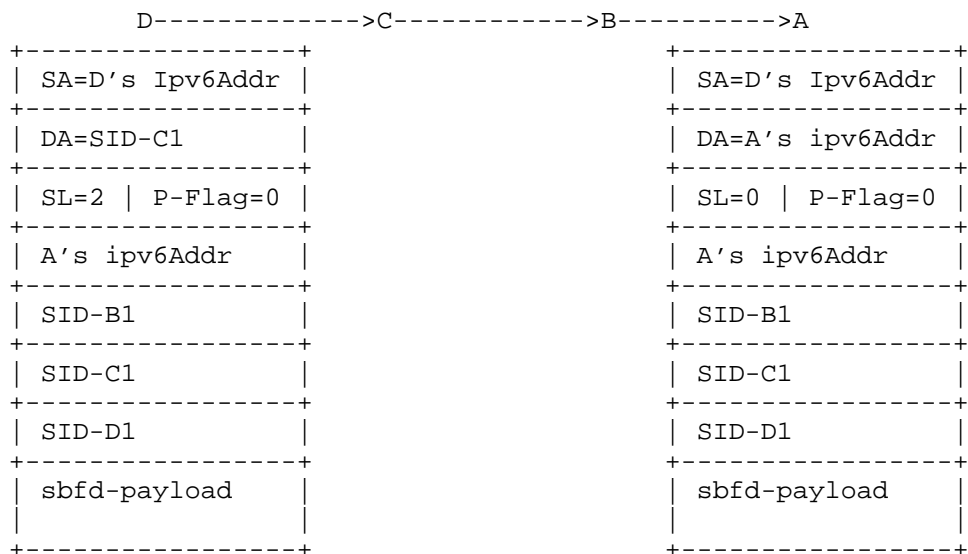 D------------->C------------>B---------->A
+-----------------+ +-----------------+
| SA=D’s Ipv6Addr | | SA=D’s Ipv6Addr |
+-----------------+ +-----------------+
| DA=SID-C1 | | DA=A’s ipv6Addr |
+-----------------+ +-----------------+
| SL=2 | P-Flag=0 | | SL=0 | P-Flag=0 |
+-----------------+ +-----------------+
| A’s ipv6Addr | | A’s ipv6Addr |
+-----------------+ +-----------------+
| SID-B1 | | SID-B1 |
+-----------------+ +-----------------+
| SID-C1 | | SID-C1 |
+-----------------+ +-----------------+
| SID-D1 | | SID-D1 |
+-----------------+ +-----------------+
| sbfd-payload | | sbfd-payload |
| | | |
+-----------------+ +-----------------+